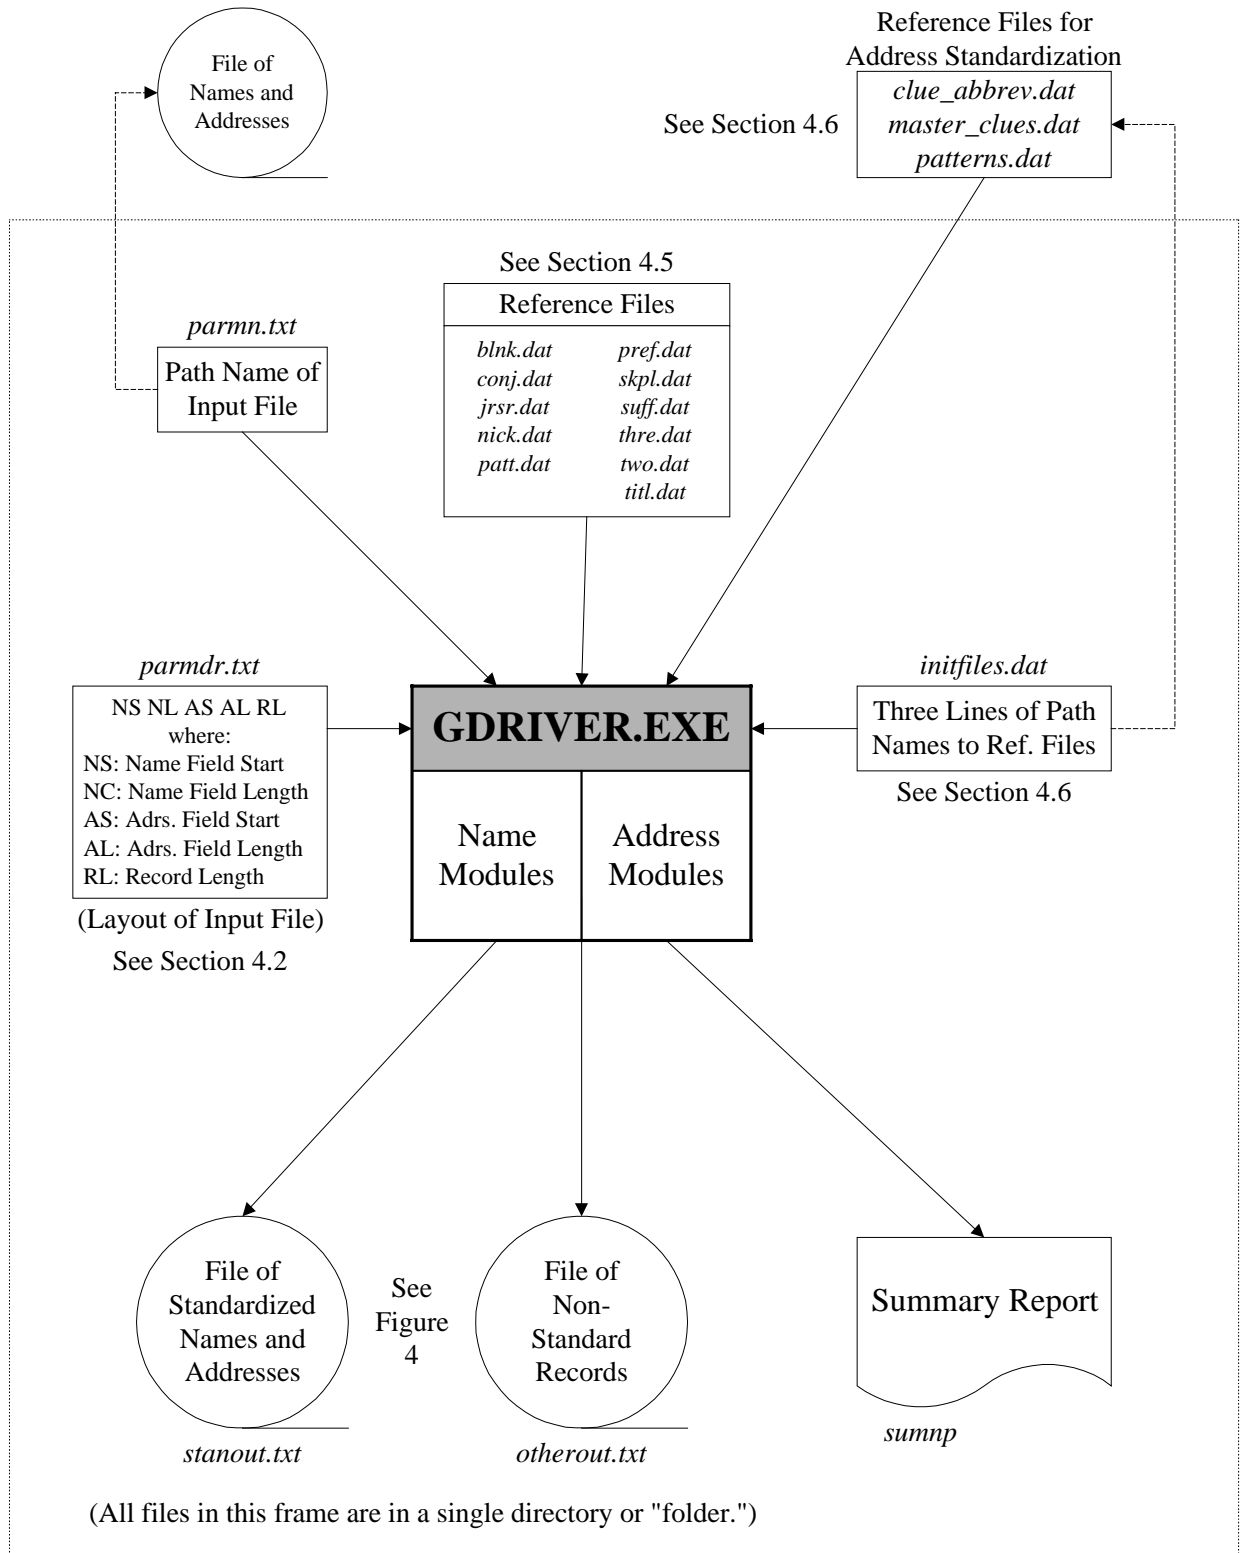 File of
Names and
Addresses
Reference Files for
Address Standardization
See Section 4.6
clue_abbrev.dat
master_clues.dat
patterns.dat
See Section 4.5
Reference Files
blnk.dat
conj.dat
jrsr.dat
nick.dat
patt.dat
pref.dat
skpl.dat
suff.dat
thre.dat
two.dat
titl.dat
parmn.txt
Path Name of
Input File
parmdr.txt
NS NL AS AL RL
where:
NS: Name Field Start
NC: Name Field Length
AS: Adrs. Field Start
AL: Adrs. Field Length
RL: Record Length
(Layout of Input File)
See Section 4.2
GDRIVER.EXE
Name
Modules
Address
Modules
initfiles.dat
Three Lines of Path
Names to Ref. Files
See Section 4.6
File of
Standardized
Names and
Addresses
stanout.txt
See
Figure
4
File of
Non-
Standard
Records
otherout.txt
Summary Report
sumnp
(All files in this frame are in a single directory or "folder.")